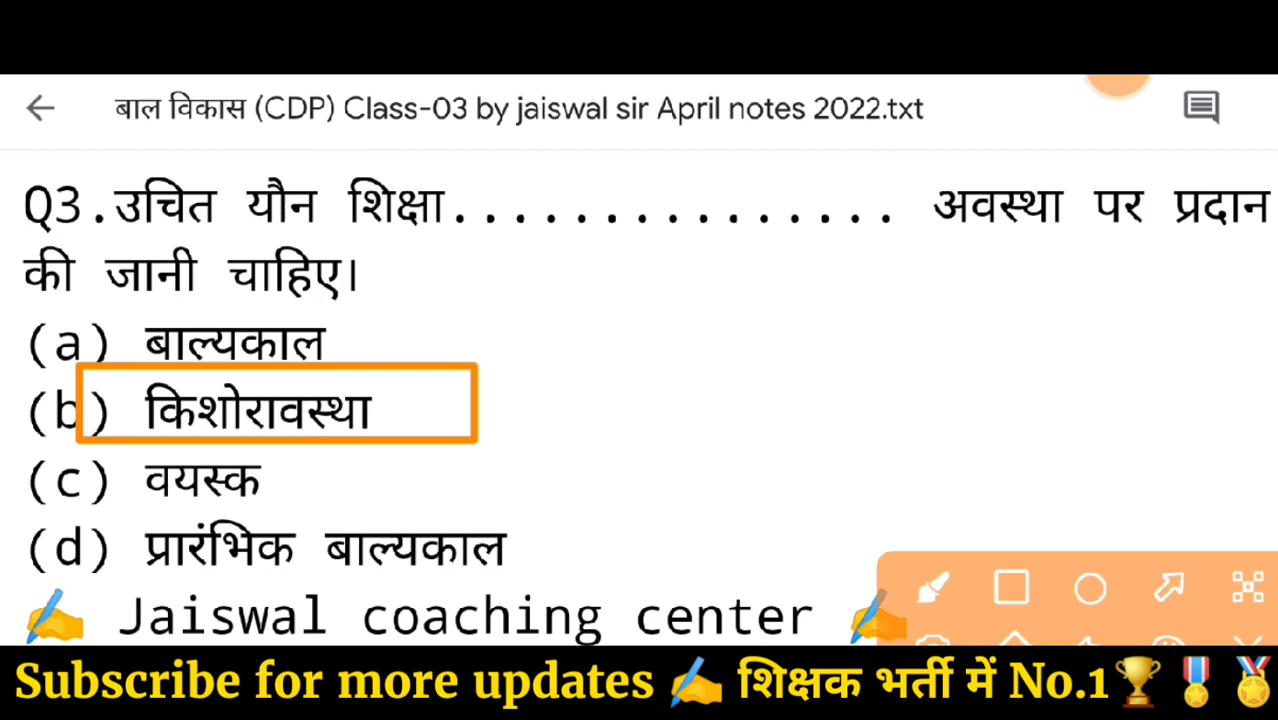 बाल विकास (CDP) Class-03 by jaiswal sir April notes 2022.txt
Q3.उचित यौन शिक्षा............... अवस्था पर प्रदान
की जानी चाहिए।
(a) बाल्यकाल
(b) किशोरावस्था
(c) वयस्क
(d) प्रारंभिक बाल्यकाल
✍️ Jaiswal coaching center ✍️
Subscribe for more updates ✍️ शिक्षक भर्ती में No.1🏆🎖️🏅